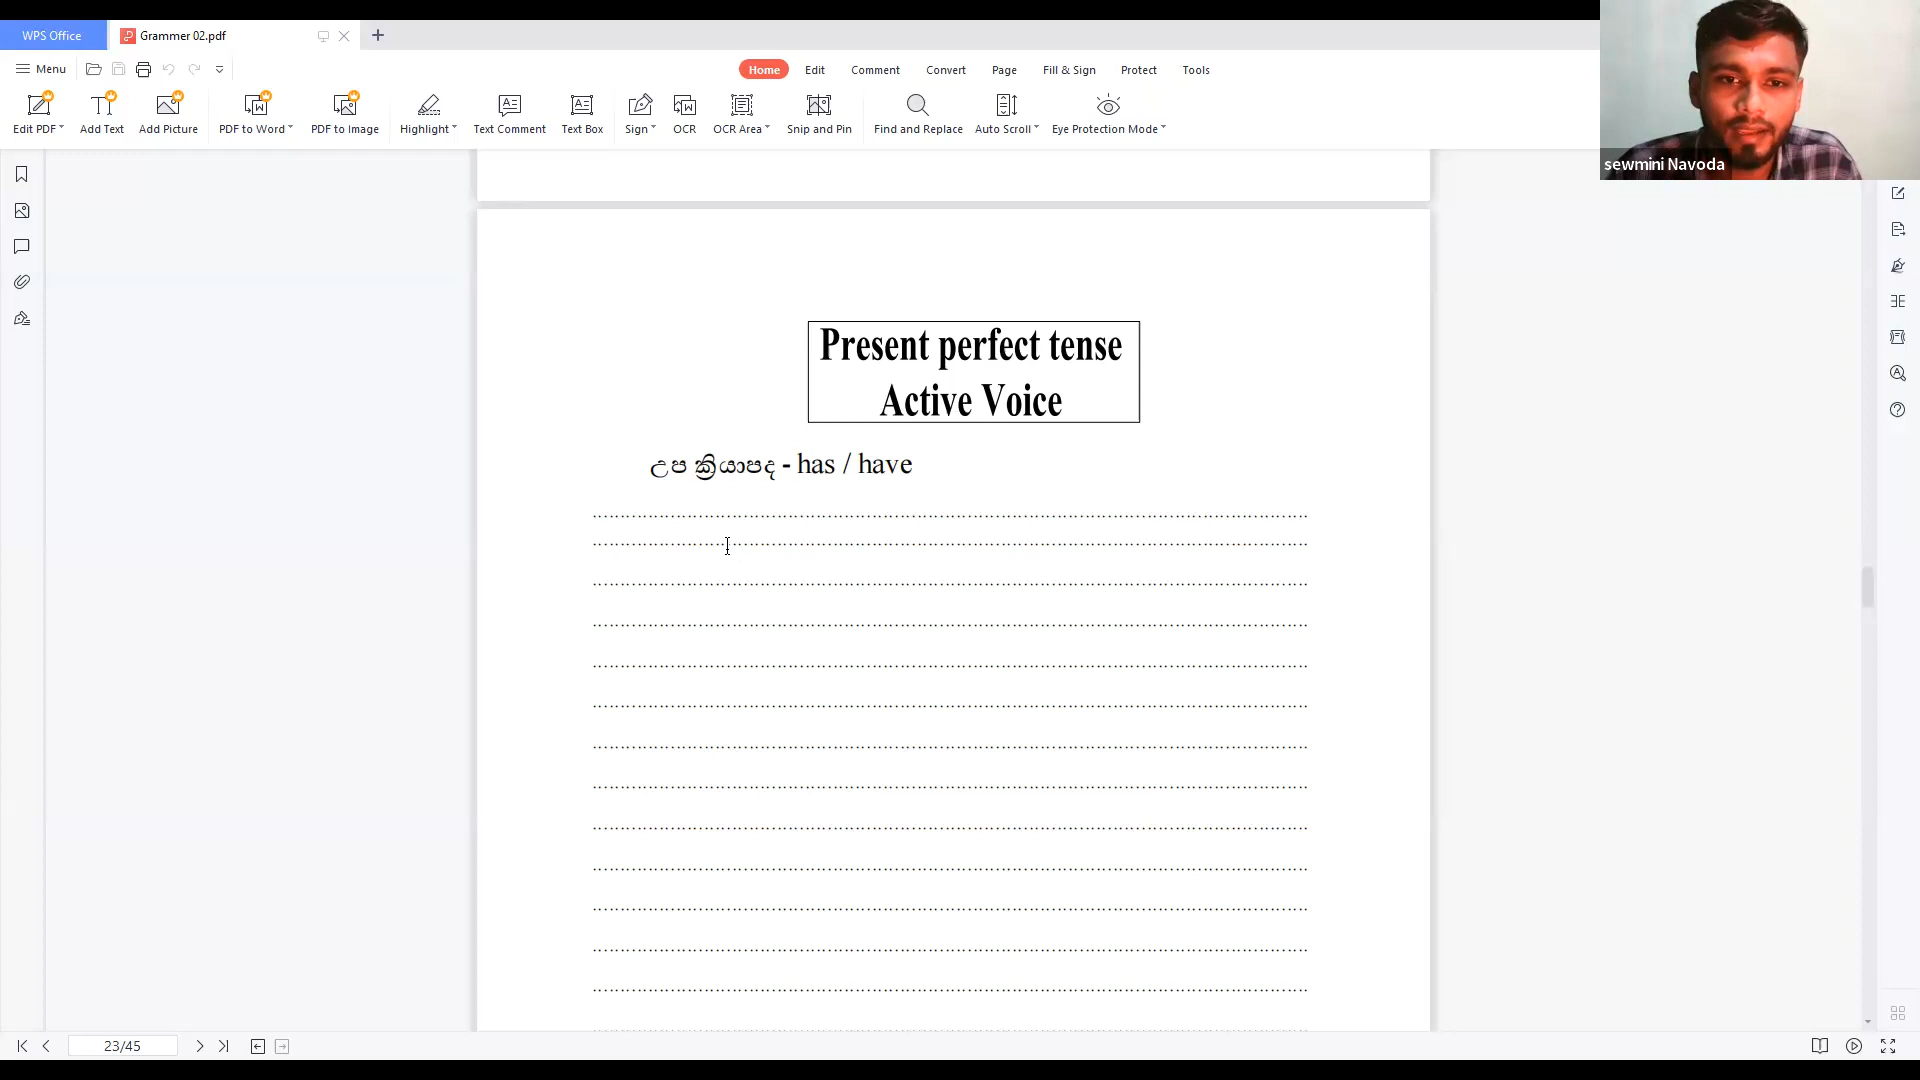 WPS Office
Grammer 02.pdf
Menu
Home Edit Comment Convert Page Fill & Sign Protect Tools
Edit PDF Add Text Add Picture PDF to Word PDF to Image Highlight Text Comment Text Box Sign OCR OCR Area Snip and Pin Find and Replace Auto Scroll Eye Protection Mode
sewmini Navoda
Present perfect tense
Active Voice
උප ක්‍රියාපද - has / have
23/45